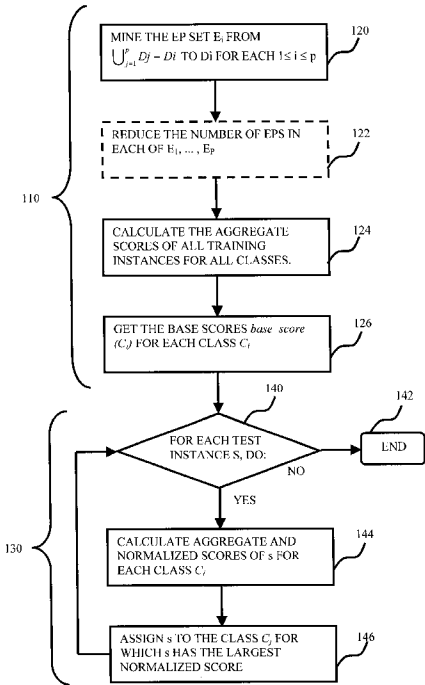 MINE THE EP SET Ei FROM
⋃ᵖⱼ₌₁ Dj – Di TO Di FOR EACH 1≤ i ≤ p
120
REDUCE THE NUMBER OF EPS IN
EACH OF E1, ... , EP
122
110
CALCULATE THE AGGREGATE
SCORES OF ALL TRAINING
INSTANCES FOR ALL CLASSES.
124
GET THE BASE SCORES base_score
(Ci) FOR EACH CLASS Ci
126
140
142
FOR EACH TEST
INSTANCE S, DO:
END
NO
YES
130
CALCULATE AGGREGATE AND
NORMALIZED SCORES OF s FOR
EACH CLASS Ci
144
ASSIGN s TO THE CLASS Cj FOR
WHICH s HAS THE LARGEST
NORMALIZED SCORE
146